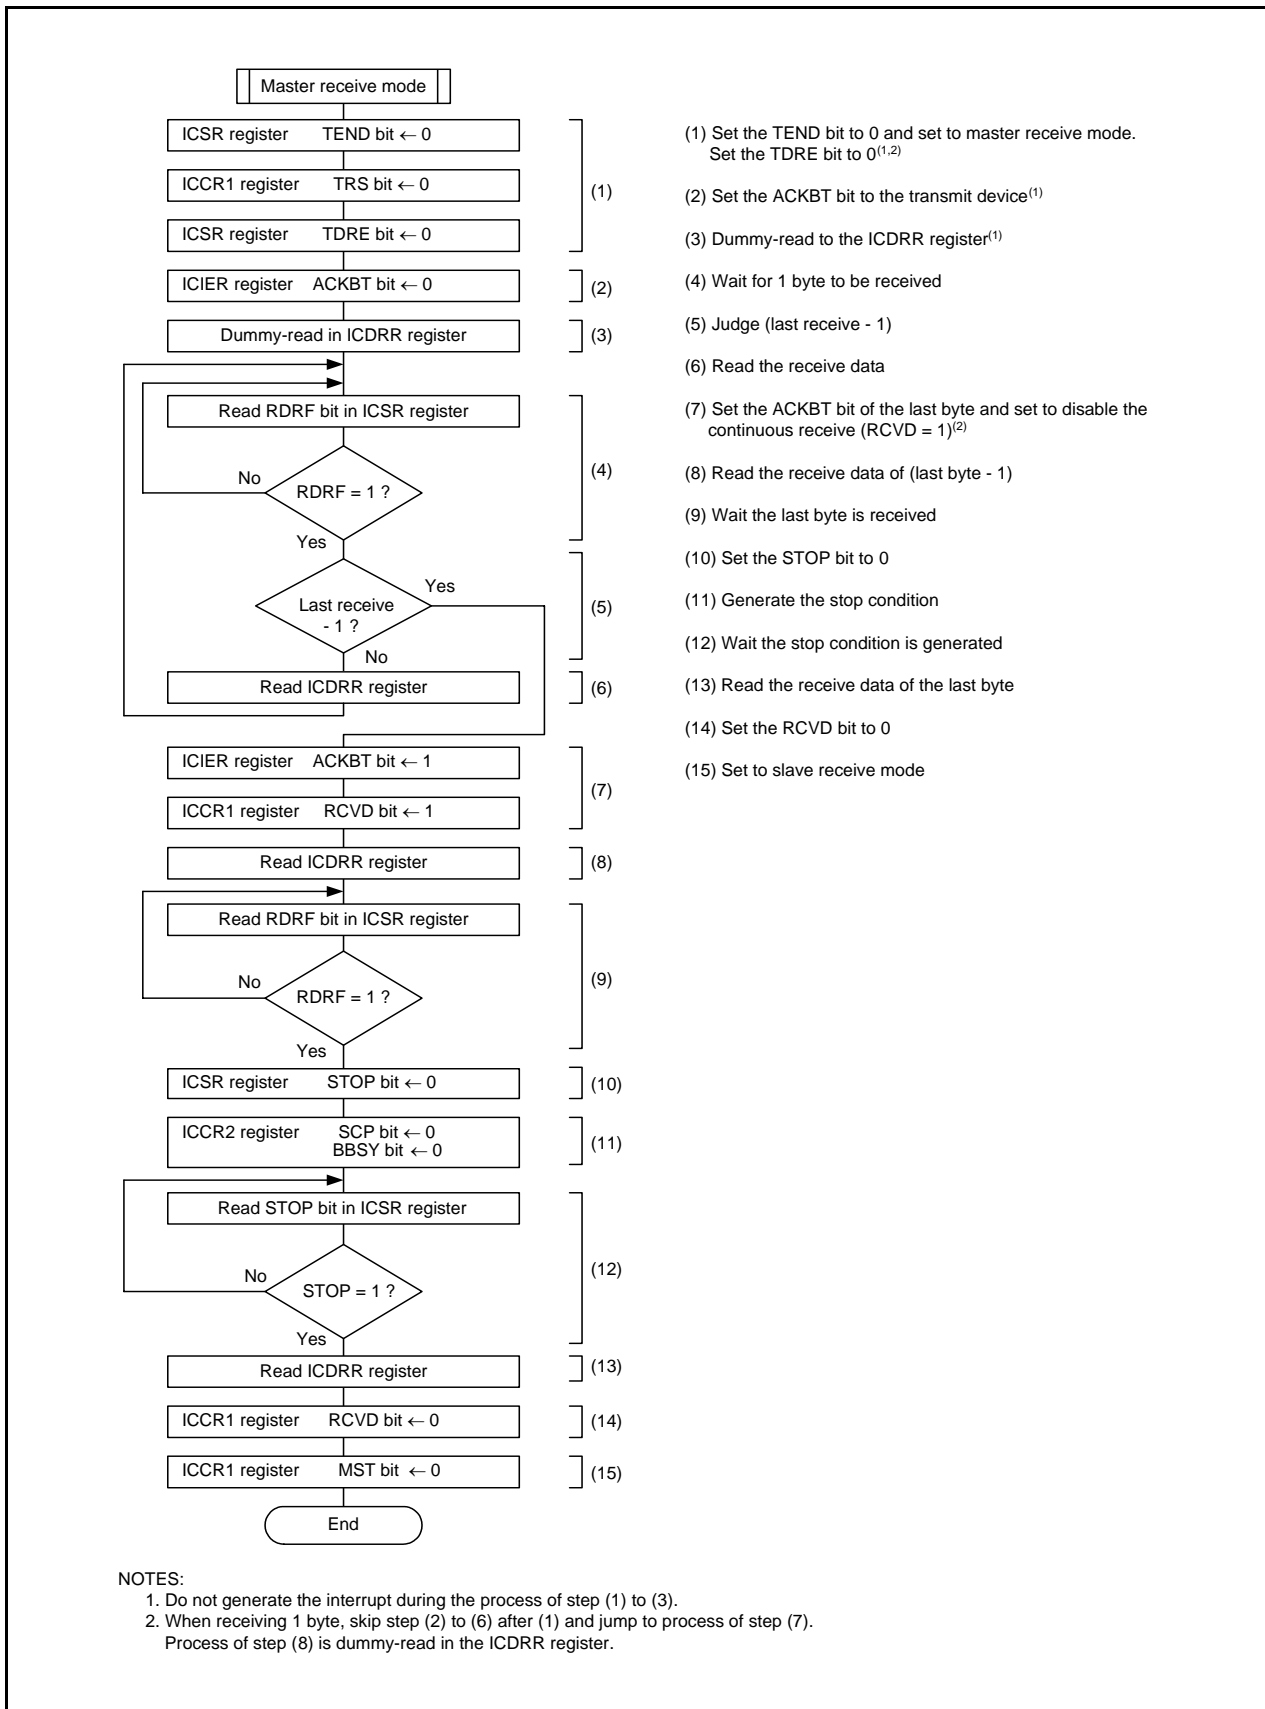 Master receive mode
ICSR register TEND bit ← 0
ICCR1 register TRS bit ← 0
ICSR register TDRE bit ← 0
(1)
ICIER register ACKBT bit ← 0
(2)
Dummy-read in ICDRR register
(3)
Read RDRF bit in ICSR register
No
RDRF = 1 ?
(4)
Yes
Last receive
- 1 ?
Yes
(5)
No
Read ICDRR register
(6)
ICIER register ACKBT bit ← 1
ICCR1 register RCVD bit ← 1
(7)
Read ICDRR register
(8)
Read RDRF bit in ICSR register
No
RDRF = 1 ?
(9)
Yes
ICSR register STOP bit ← 0
(10)
ICCR2 register SCP bit ← 0
BBSY bit ← 0
(11)
Read STOP bit in ICSR register
No
STOP = 1 ?
(12)
Yes
Read ICDRR register
(13)
ICCR1 register RCVD bit ← 0
(14)
ICCR1 register MST bit ← 0
(15)
End
(1) Set the TEND bit to 0 and set to master receive mode.
Set the TDRE bit to 0(1,2)
(2) Set the ACKBT bit to the transmit device(1)
(3) Dummy-read to the ICDRR register(1)
(4) Wait for 1 byte to be received
(5) Judge (last receive - 1)
(6) Read the receive data
(7) Set the ACKBT bit of the last byte and set to disable the
continuous receive (RCVD = 1)(2)
(8) Read the receive data of (last byte - 1)
(9) Wait the last byte is received
(10) Set the STOP bit to 0
(11) Generate the stop condition
(12) Wait the stop condition is generated
(13) Read the receive data of the last byte
(14) Set the RCVD bit to 0
(15) Set to slave receive mode
NOTES:
1. Do not generate the interrupt during the process of step (1) to (3).
2. When receiving 1 byte, skip step (2) to (6) after (1) and jump to process of step (7).
Process of step (8) is dummy-read in the ICDRR register.